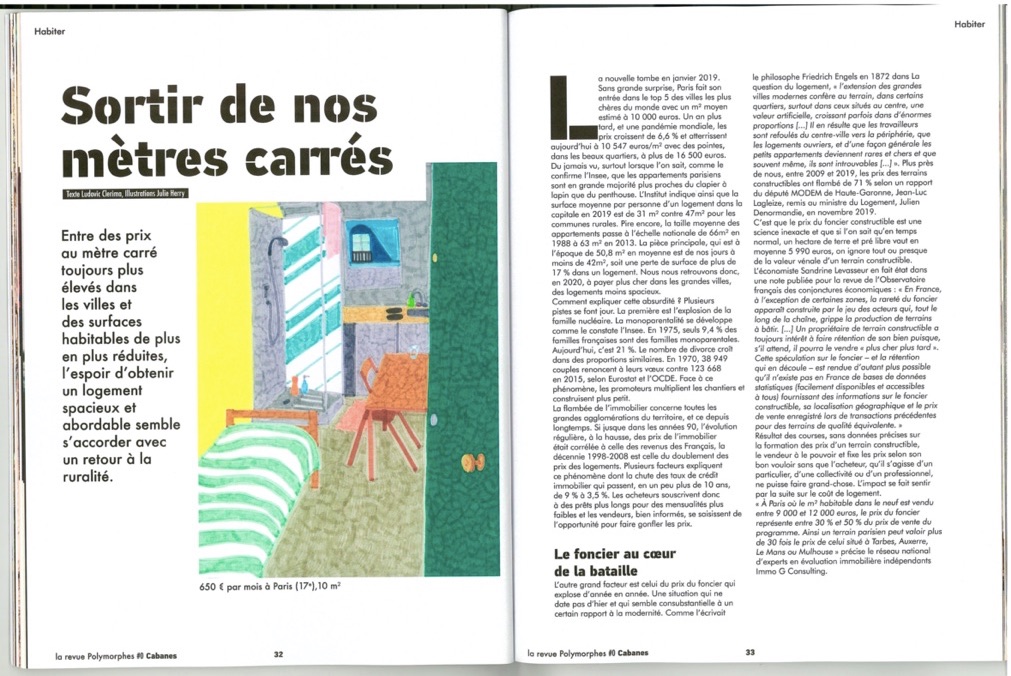 Habiter
Sortir de nos
mètres carrés
Texte Ludovic Clerima, Illustrations Julie Herry
Entre des prix
au mètre carré
toujours plus
élevés dans
les villes et
des surfaces
habitables de plus
en plus réduites,
l'espoir d'obtenir
un logement
spacieux et
abordable semble
s'accorder avec
un retour à la
ruralité.
650 € par mois à Paris (17ᵉ),10 m²
la revue Polymorphes #0 Cabanes
32
Habiter
La nouvelle tombe en janvier 2019.
Sans grande surprise, Paris fait son
entrée dans le top 5 des villes les plus
chères du monde avec un m² moyen
estimé à 10 000 euros. Un an plus
tard, et une pandémie mondiale, les
prix croissent de 6,6 % et atterrissent
aujourd'hui à 10 547 euros/m² avec des pointes,
dans les beaux quartiers, à plus de 16 500 euros.
Du jamais vu, surtout lorsque l'on sait, comme le
confirme l'Insee, que les appartements parisiens
sont en grande majorité plus proches du clapier à
lapin que du penthouse. L'Institut indique ainsi que la
surface moyenne par personne d'un logement dans la
capitale en 2019 est de 31 m² contre 47m² pour les
communes rurales. Pire encore, la taille moyenne des
appartements passe à l'échelle nationale de 66m² en
1988 à 63 m² en 2013. La pièce principale, qui est à
l'époque de 50,8 m² en moyenne est de nos jours à
moins de 42m², soit une perte de surface de plus de
17 % dans un logement. Nous nous retrouvons donc,
en 2020, à payer plus cher dans les grandes villes,
des logements moins spacieux.
Comment expliquer cette absurdité ? Plusieurs
pistes se font jour. La première est l'explosion de la
famille nucléaire. La monoparentalité se développe
comme le constate l'Insee. En 1975, seuls 9,4 % des
familles françaises sont des familles monoparentales.
Aujourd'hui, c'est 21 %. Le nombre de divorce croît
dans des proportions similaires. En 1970, 38 949
couples renoncent à leurs vœux contre 123 668
en 2015, selon Eurostat et l'OCDE. Face à ce
phénomène, les promoteurs multiplient les chantiers et
construisent plus petit.
La flambée de l'immobilier concerne toutes les
grandes agglomérations du territoire, et ce depuis
longtemps. Si jusque dans les années 90, l'évolution
régulière, à la hausse, des prix de l'immobilier
était corrélée à celle des revenus des Français, la
décennie 1998-2008 est celle du doublement des
prix des logements. Plusieurs facteurs expliquent
ce phénomène dont la chute des taux de crédit
immobilier qui passent, en un peu plus de 10 ans,
de 9 % à 3,5 %. Les acheteurs souscrivent donc
à des prêts plus longs pour des mensualités plus
faibles et les vendeurs, bien informés, se saisissent de
l'opportunité pour faire gonfler les prix.
Le foncier au cœur
de la bataille
L'autre grand facteur est celui du prix du foncier qui
explose d'année en année. Une situation qui ne
date pas d'hier et qui semble consubstantielle à un
certain rapport à la modernité. Comme l'écrivait
le philosophe Friedrich Engels en 1872 dans La
question du logement, « l'extension des grandes
villes modernes confère au terrain, dans certains
quartiers, surtout dans ceux situés au centre, une
valeur artificielle, croissant parfois dans d'énormes
proportions [...] Il en résulte que les travailleurs
sont refoulés du centre-ville vers la périphérie, que
les logements ouvriers, et d'une façon générale les
petits appartements deviennent rares et chers et que
souvent même, ils sont introuvables [...] ». Plus près
de nous, entre 2009 et 2019, les prix des terrains
constructibles ont flambé de 71 % selon un rapport
du député MODEM de Haute-Garonne, Jean-Luc
Lagleize, remis au ministre du Logement, Julien
Denormandie, en novembre 2019.
C'est que le prix du foncier constructible est une
science inexacte et que si l'on sait qu'en temps
normal, un hectare de terre et pré libre vaut en
moyenne 5 990 euros, on ignore tout ou presque
de la valeur vénale d'un terrain constructible.
L'économiste Sandrine Levasseur en fait état dans
une note publiée pour la revue de l'Observatoire
français des conjonctures économiques : « En France,
à l'exception de certaines zones, la rareté du foncier
apparaît construite par le jeu des acteurs qui, tout le
long de la chaîne, grippe la production de terrains
à bâtir. [...] Un propriétaire de terrain constructible a
toujours intérêt à faire rétention de son bien puisque,
s'il attend, il pourra le vendre « plus cher plus tard ».
Cette spéculation sur le foncier – et la rétention
qui en découle – est rendue d'autant plus possible
qu'il n'existe pas en France de bases de données
statistiques (facilement disponibles et accessibles
à tous) fournissant des informations sur le foncier
constructible, sa localisation géographique et le prix
de vente enregistré lors de transactions précédentes
pour des terrains de qualité équivalente. »
Résultat des courses, sans données précises sur
la formation des prix d'un terrain constructible,
le vendeur à le pouvoir et fixe les prix selon son
bon vouloir sans que l'acheteur, qu'il s'agisse d'un
particulier, d'une collectivité ou d'un professionnel,
ne puisse faire grand-chose. L'impact se fait sentir
par la suite sur le coût de logement.
« À Paris où le m² habitable dans le neuf est vendu
entre 9 000 et 12 000 euros, le prix du foncier
représente entre 30 % et 50 % du prix de vente du
programme. Ainsi un terrain parisien peut valoir plus
de 30 fois le prix de celui situé à Tarbes, Auxerre,
Le Mans ou Mulhouse » précise le réseau national
d'experts en évaluation immobilière indépendants
Immo G Consulting.
la revue Polymorphes #0 Cabanes
33